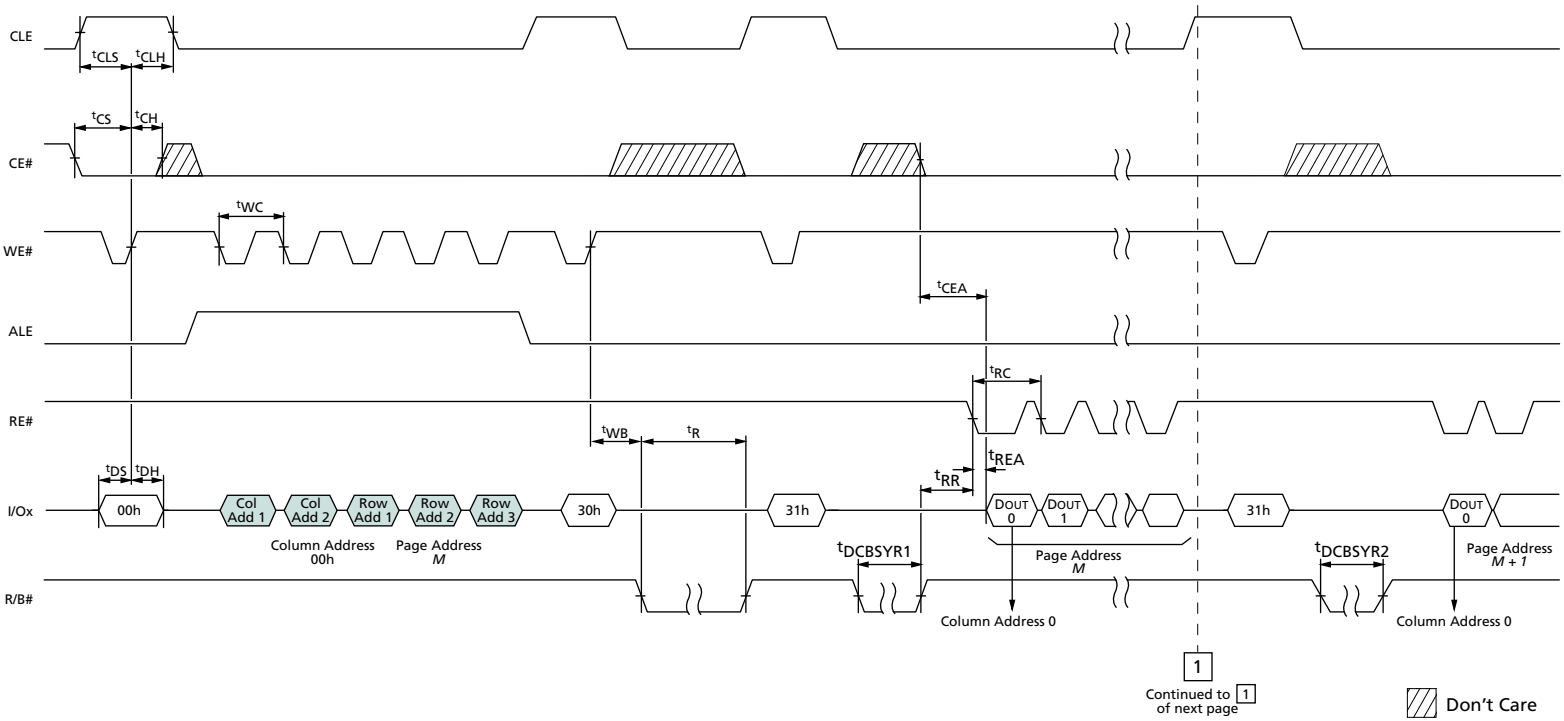 CLE
tCLS tCLH
tCS tCH
CE#
tWC
WE#
tCEA
ALE
tRC
RE#
tWB tR
tREA
tDS tDH
tRR
I/Ox
00h
Col Add 1
Col Add 2
Row Add 1
Row Add 2
Row Add 3
30h
31h
DOUT 0
DOUT 1
31h
DOUT 0
Column Address 00h
Page Address M
tDCBSYR1
Page Address M
tDCBSYR2
Page Address M + 1
R/B#
Column Address 0
Column Address 0
1
Continued to 1
of next page
Don't Care